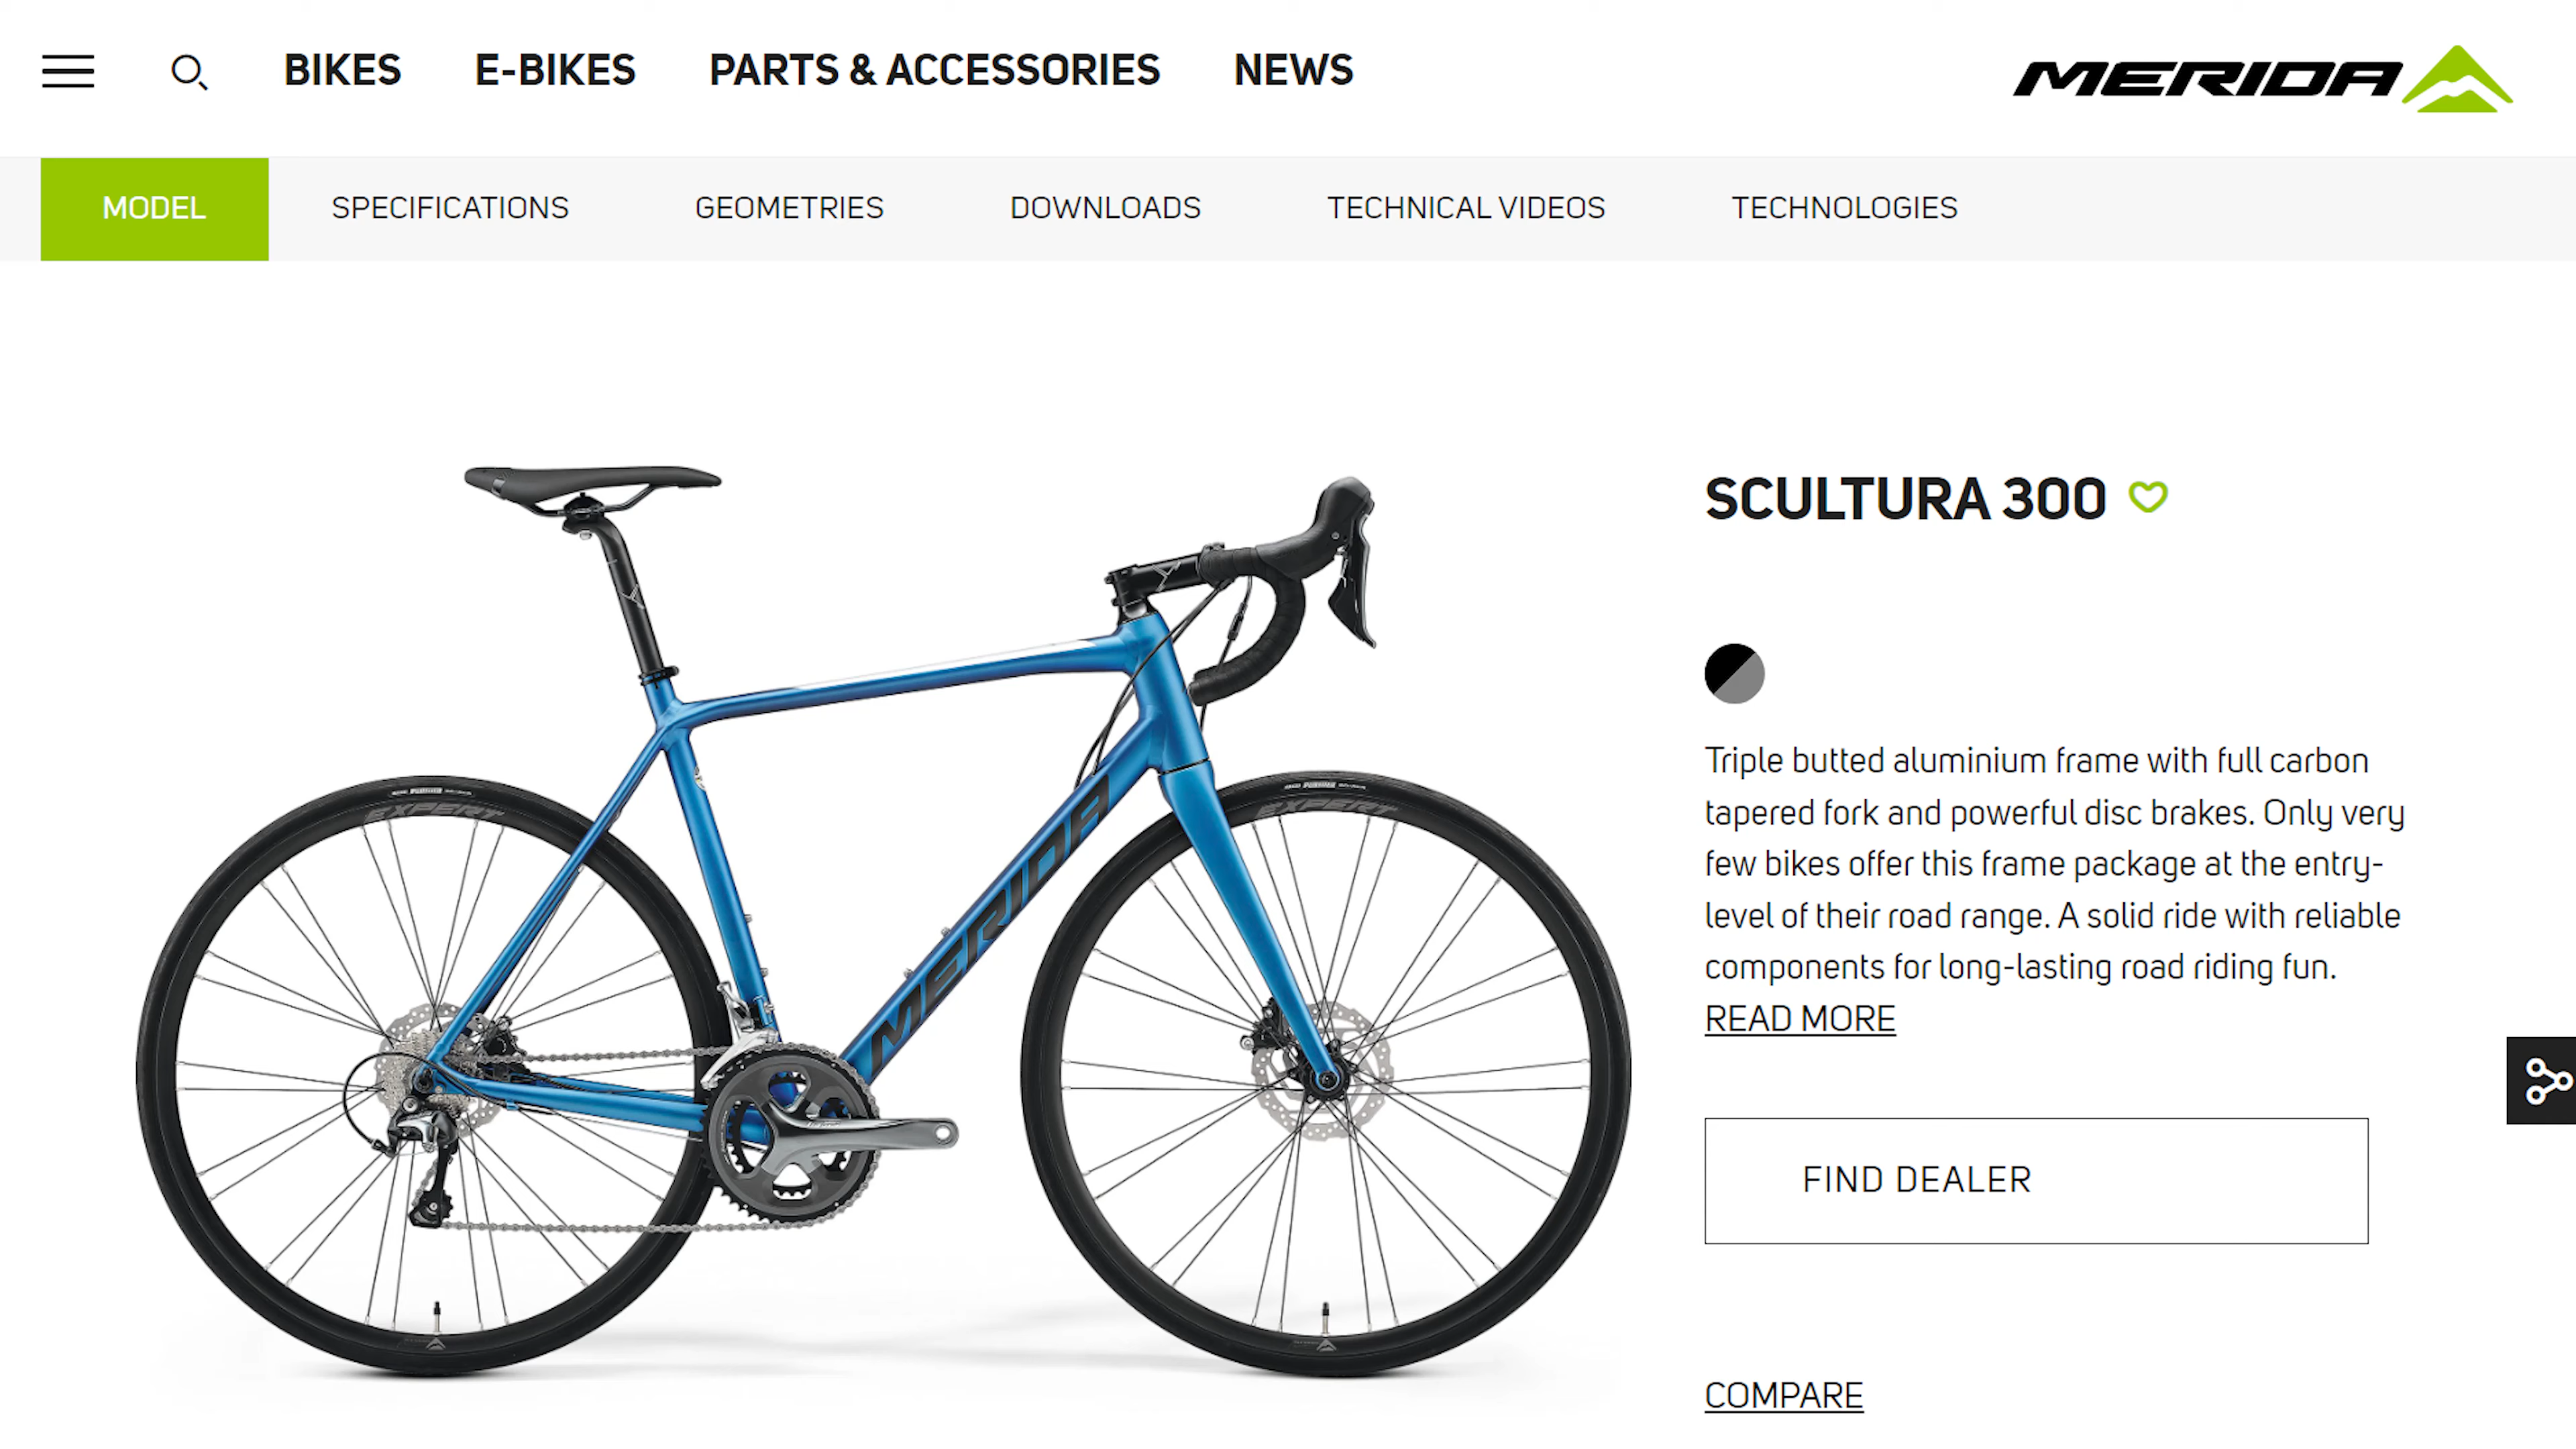 BIKES E-BIKES PARTS & ACCESSORIES NEWS MERIDA
MODEL SPECIFICATIONS GEOMETRIES DOWNLOADS TECHNICAL VIDEOS TECHNOLOGIES
SCULTURA 300
Triple butted aluminium frame with full carbon
tapered fork and powerful disc brakes. Only very
few bikes offer this frame package at the entry-
level of their road range. A solid ride with reliable
components for long-lasting road riding fun.
READ MORE
FIND DEALER
COMPARE
EXPERT
MERIDA
EXPERT